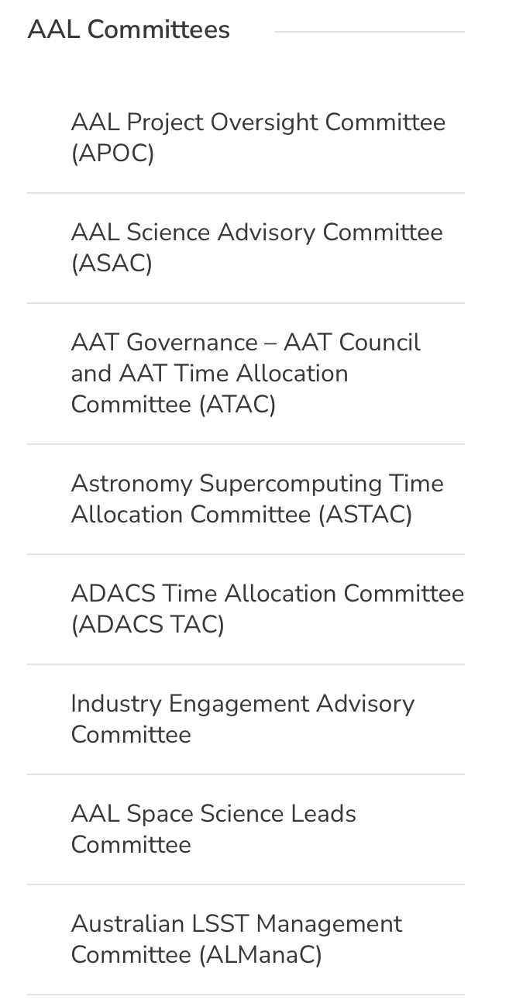 AAL Committees
AAL Project Oversight Committee
(APOC)
AAL Science Advisory Committee
(ASAC)
AAT Governance – AAT Council
and AAT Time Allocation
Committee (ATAC)
Astronomy Supercomputing Time
Allocation Committee (ASTAC)
ADACS Time Allocation Committee
(ADACS TAC)
Industry Engagement Advisory
Committee
AAL Space Science Leads
Committee
Australian LSST Management
Committee (ALManaC)